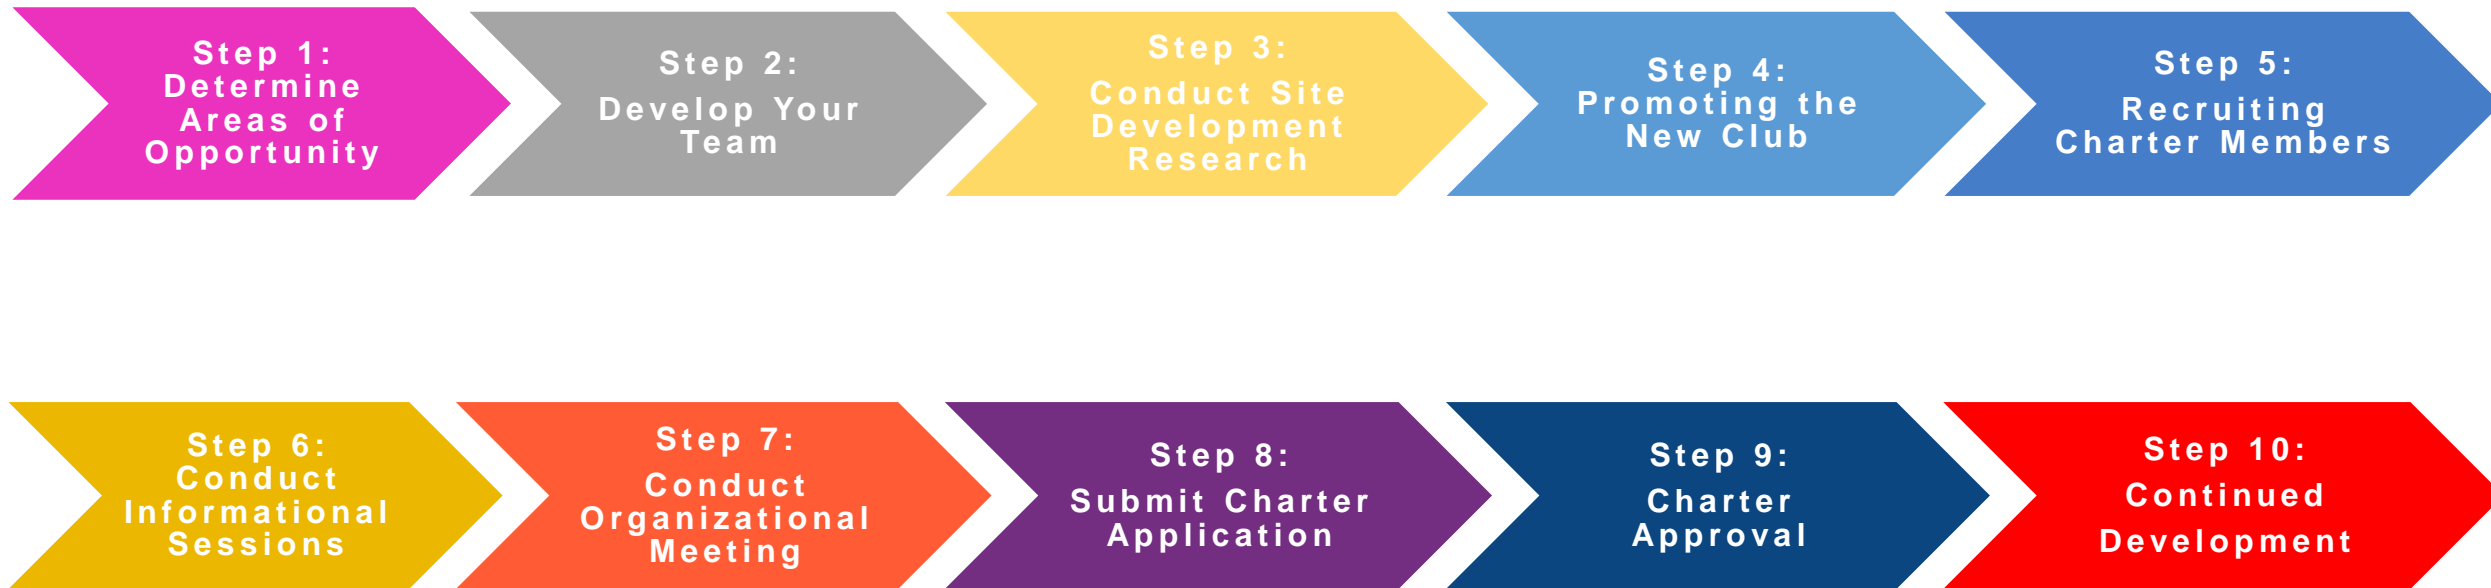 Step 1:
Determine
Areas of
Opportunity
Step 2:
Develop Your
Team
Step 3:
Conduct Site
Development
Research
Step 4:
Promoting the
New Club
Step 5:
Recruiting
Charter Members
Step 6:
Conduct
Informational
Sessions
Step 7:
Conduct
Organizational
Meeting
Step 8:
Submit Charter
Application
Step 9:
Charter
Approval
Step 10:
Continued
Development